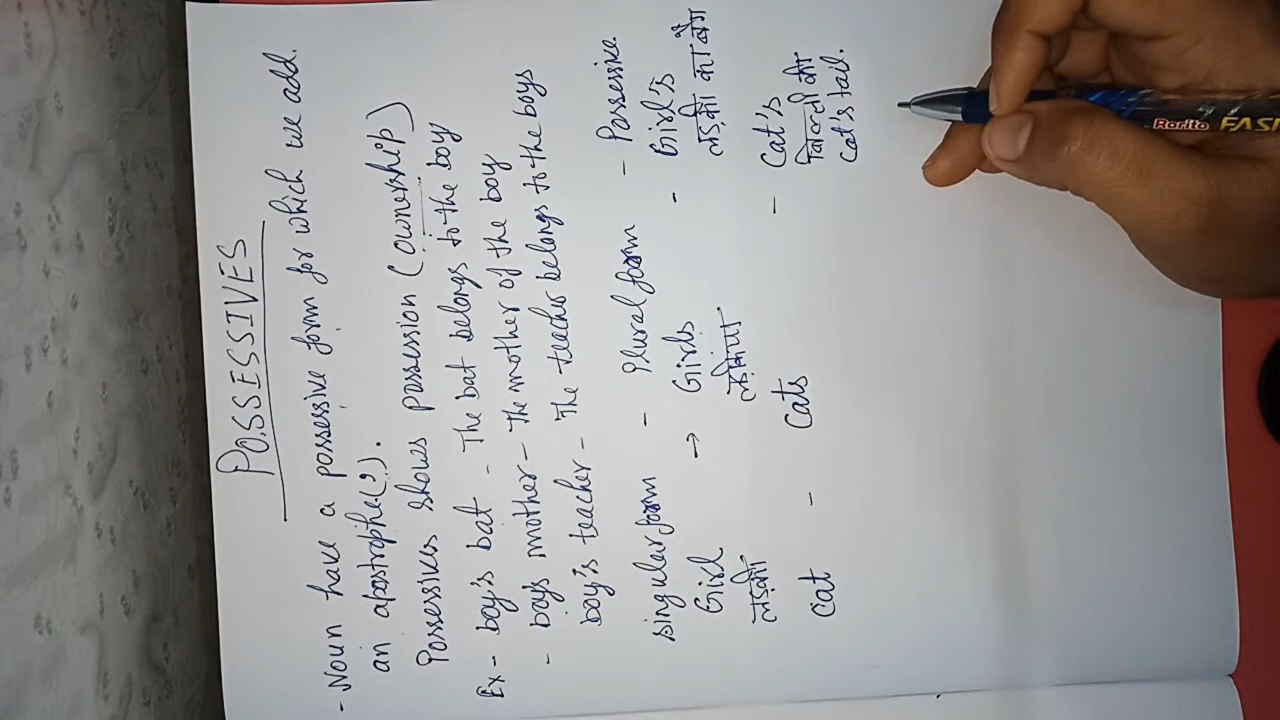 POSSESSIVES
- Noun have a possessive form for which we add.
an apostrophe(').
Possessives shows possession (ownership)
Ex - boy's bat - The bat belongs to the boy
- boy's mother - The mother of the boy
boy's teacher - The teacher belongs to the boys
singular form - Plural form - Possessive
Girl → Girls - Girl's
लड़की लड़कियां लड़की का बैग
cat - cats - Cat's
बिल्ली की
Cat's tail.
Rorito FASH